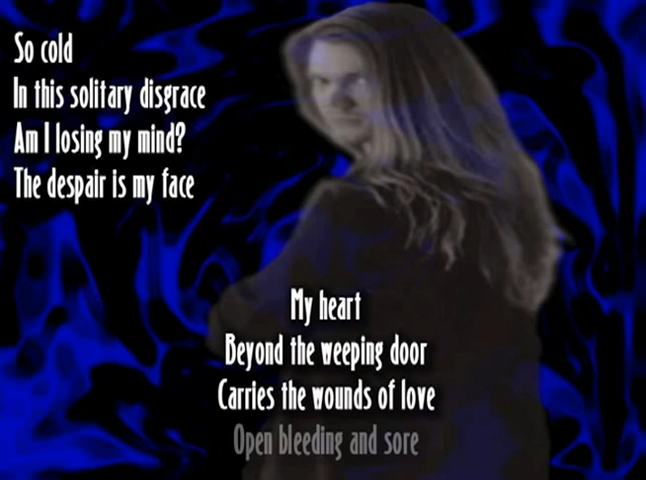 So cold
In this solitary disgrace
Am I losing my mind?
The despair is my face
My heart
Beyond the weeping door
Carries the wounds of love
Open bleeding and sore